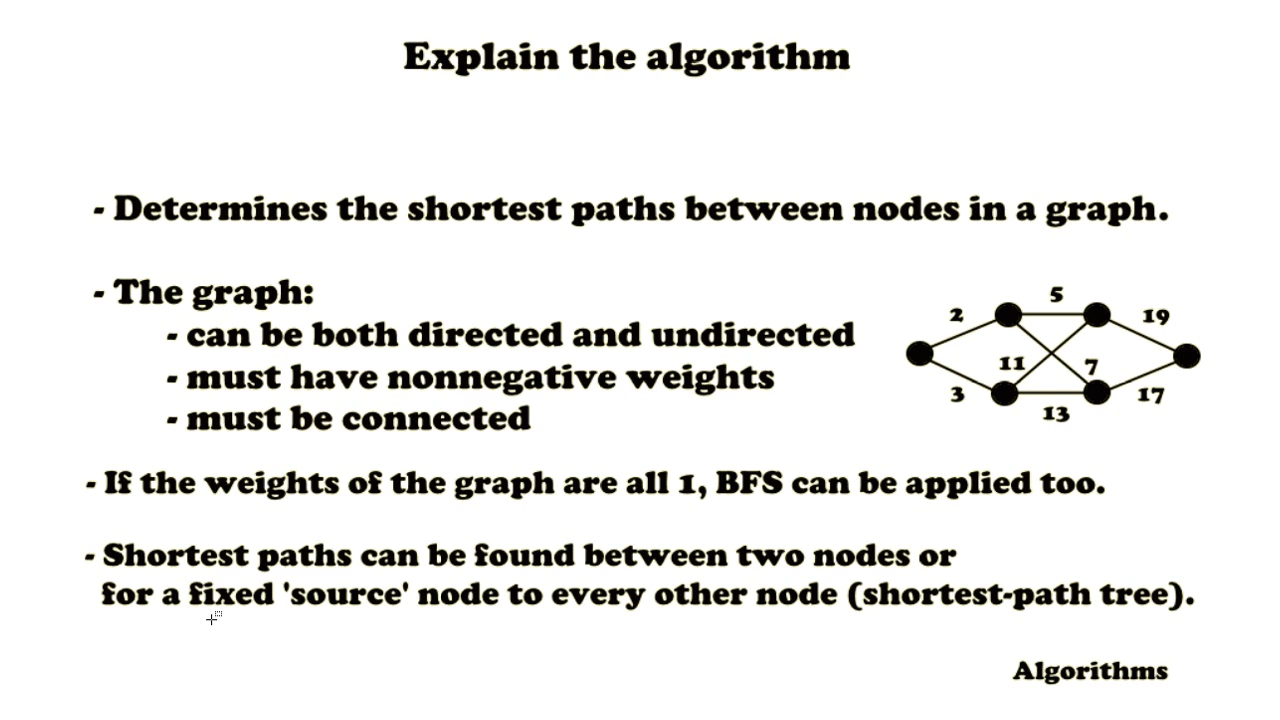 Explain the algorithm
- Determines the shortest paths between nodes in a graph.
- The graph:
- can be both directed and undirected
- must have nonnegative weights
- must be connected
5
2
19
11
7
3
17
13
- If the weights of the graph are all 1, BFS can be applied too.
- Shortest paths can be found between two nodes or
for a fixed 'source' node to every other node (shortest-path tree).
Algorithms